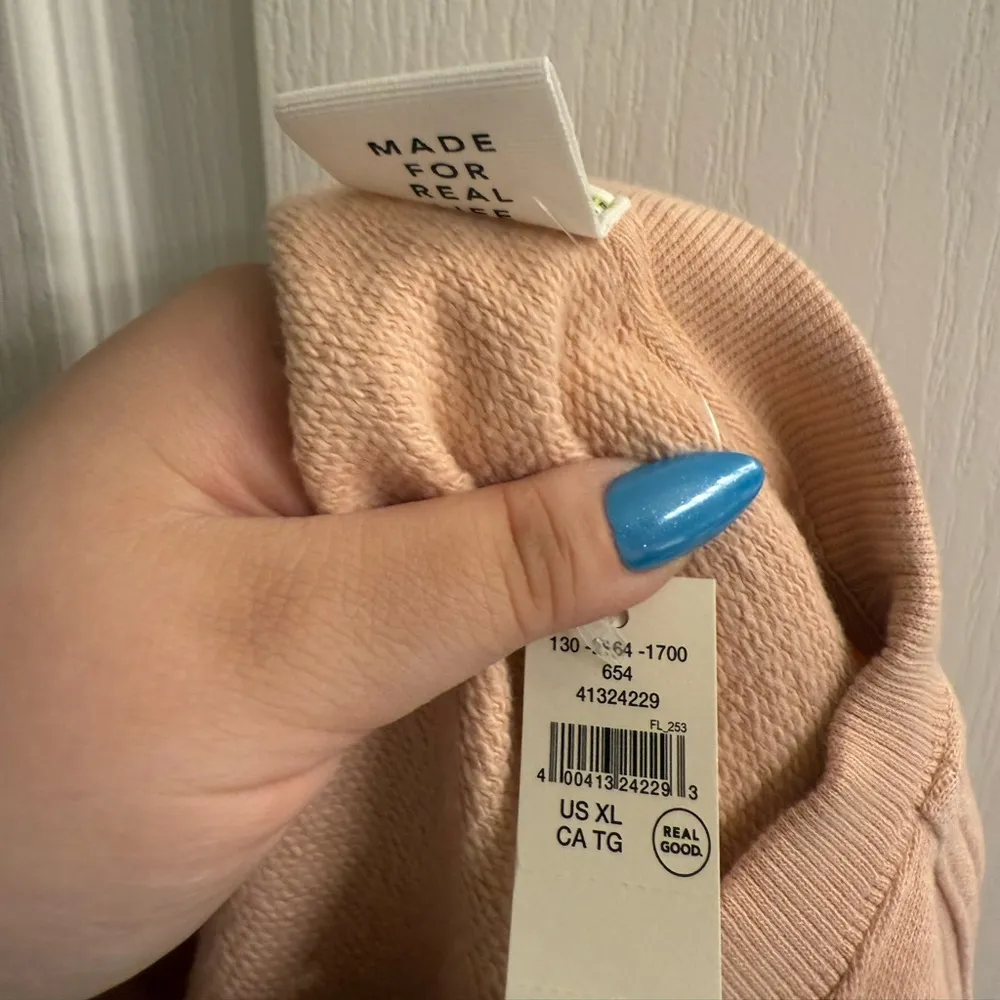 MADE
FOR
REAL
130 - -1700
654
41324229
FL_253
4 00413 24229 3
US XL
CA TG
REAL
GOOD.